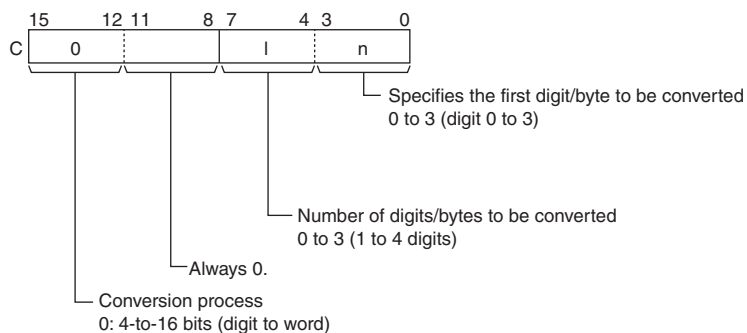 15 12 11 8 7 4 3 0
C 0 l n
Specifies the first digit/byte to be converted
0 to 3 (digit 0 to 3)
Number of digits/bytes to be converted
0 to 3 (1 to 4 digits)
Always 0.
Conversion process
0: 4-to-16 bits (digit to word)